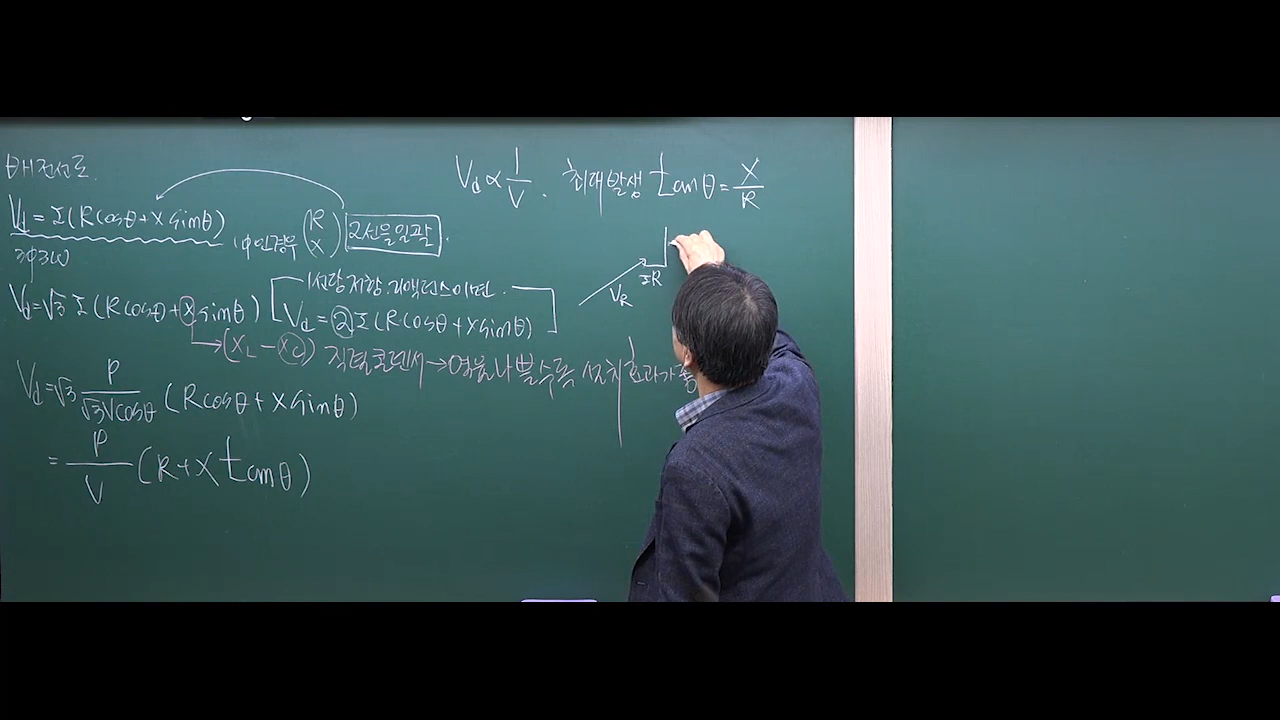 배전선로.
Vd = I(Rcosθ+Xsinθ)
3φ3w
, 1φ인경우 (R X) 2선을일괄.
Vd=√3 I(Rcosθ+Xsinθ)
1선당저항.리액턴스이면.
Vd=②I(Rcosθ+Xsinθ)
→(XL-XC) 직렬콘덴서→역율나쁠수록 설치효과가
Vd=√3 P/√3Vcosθ (Rcosθ+Xsinθ)
= P/V (R+Xtanθ)
Vd ∝ 1/V . 최대발생 tanθ= X/R
VR
IR